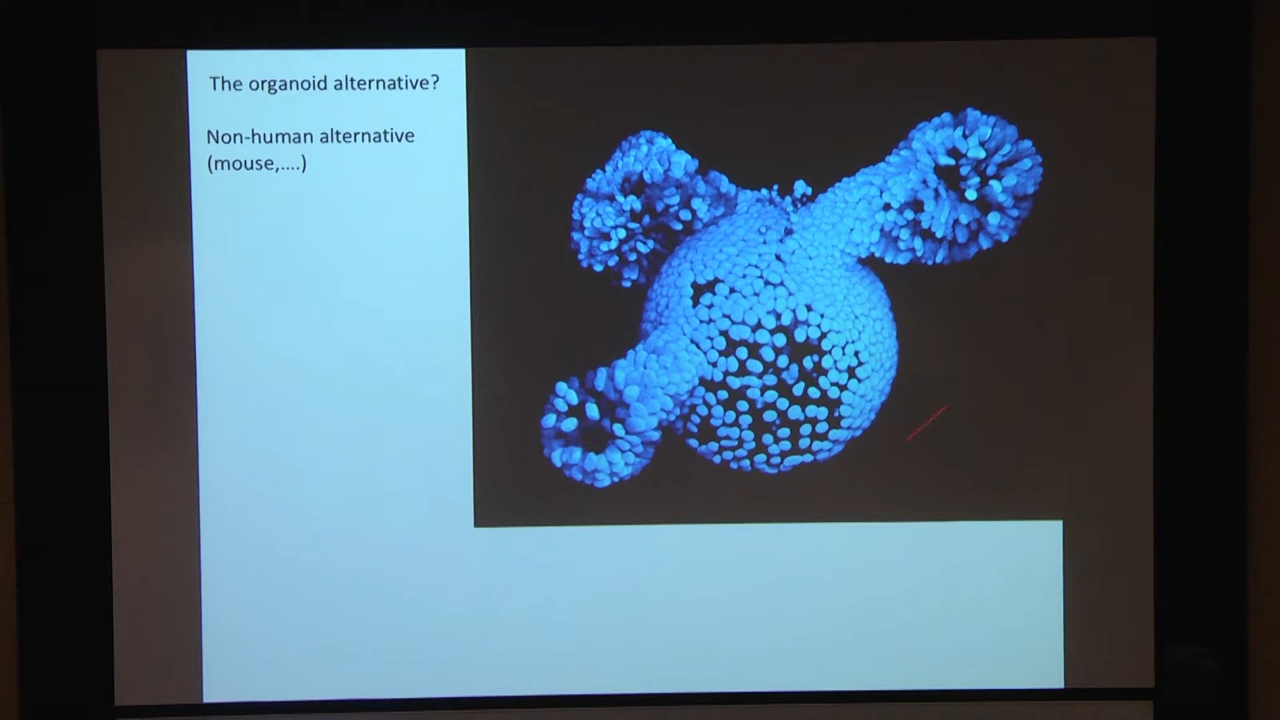 The organoid alternative?
Non-human alternative
(mouse,....)